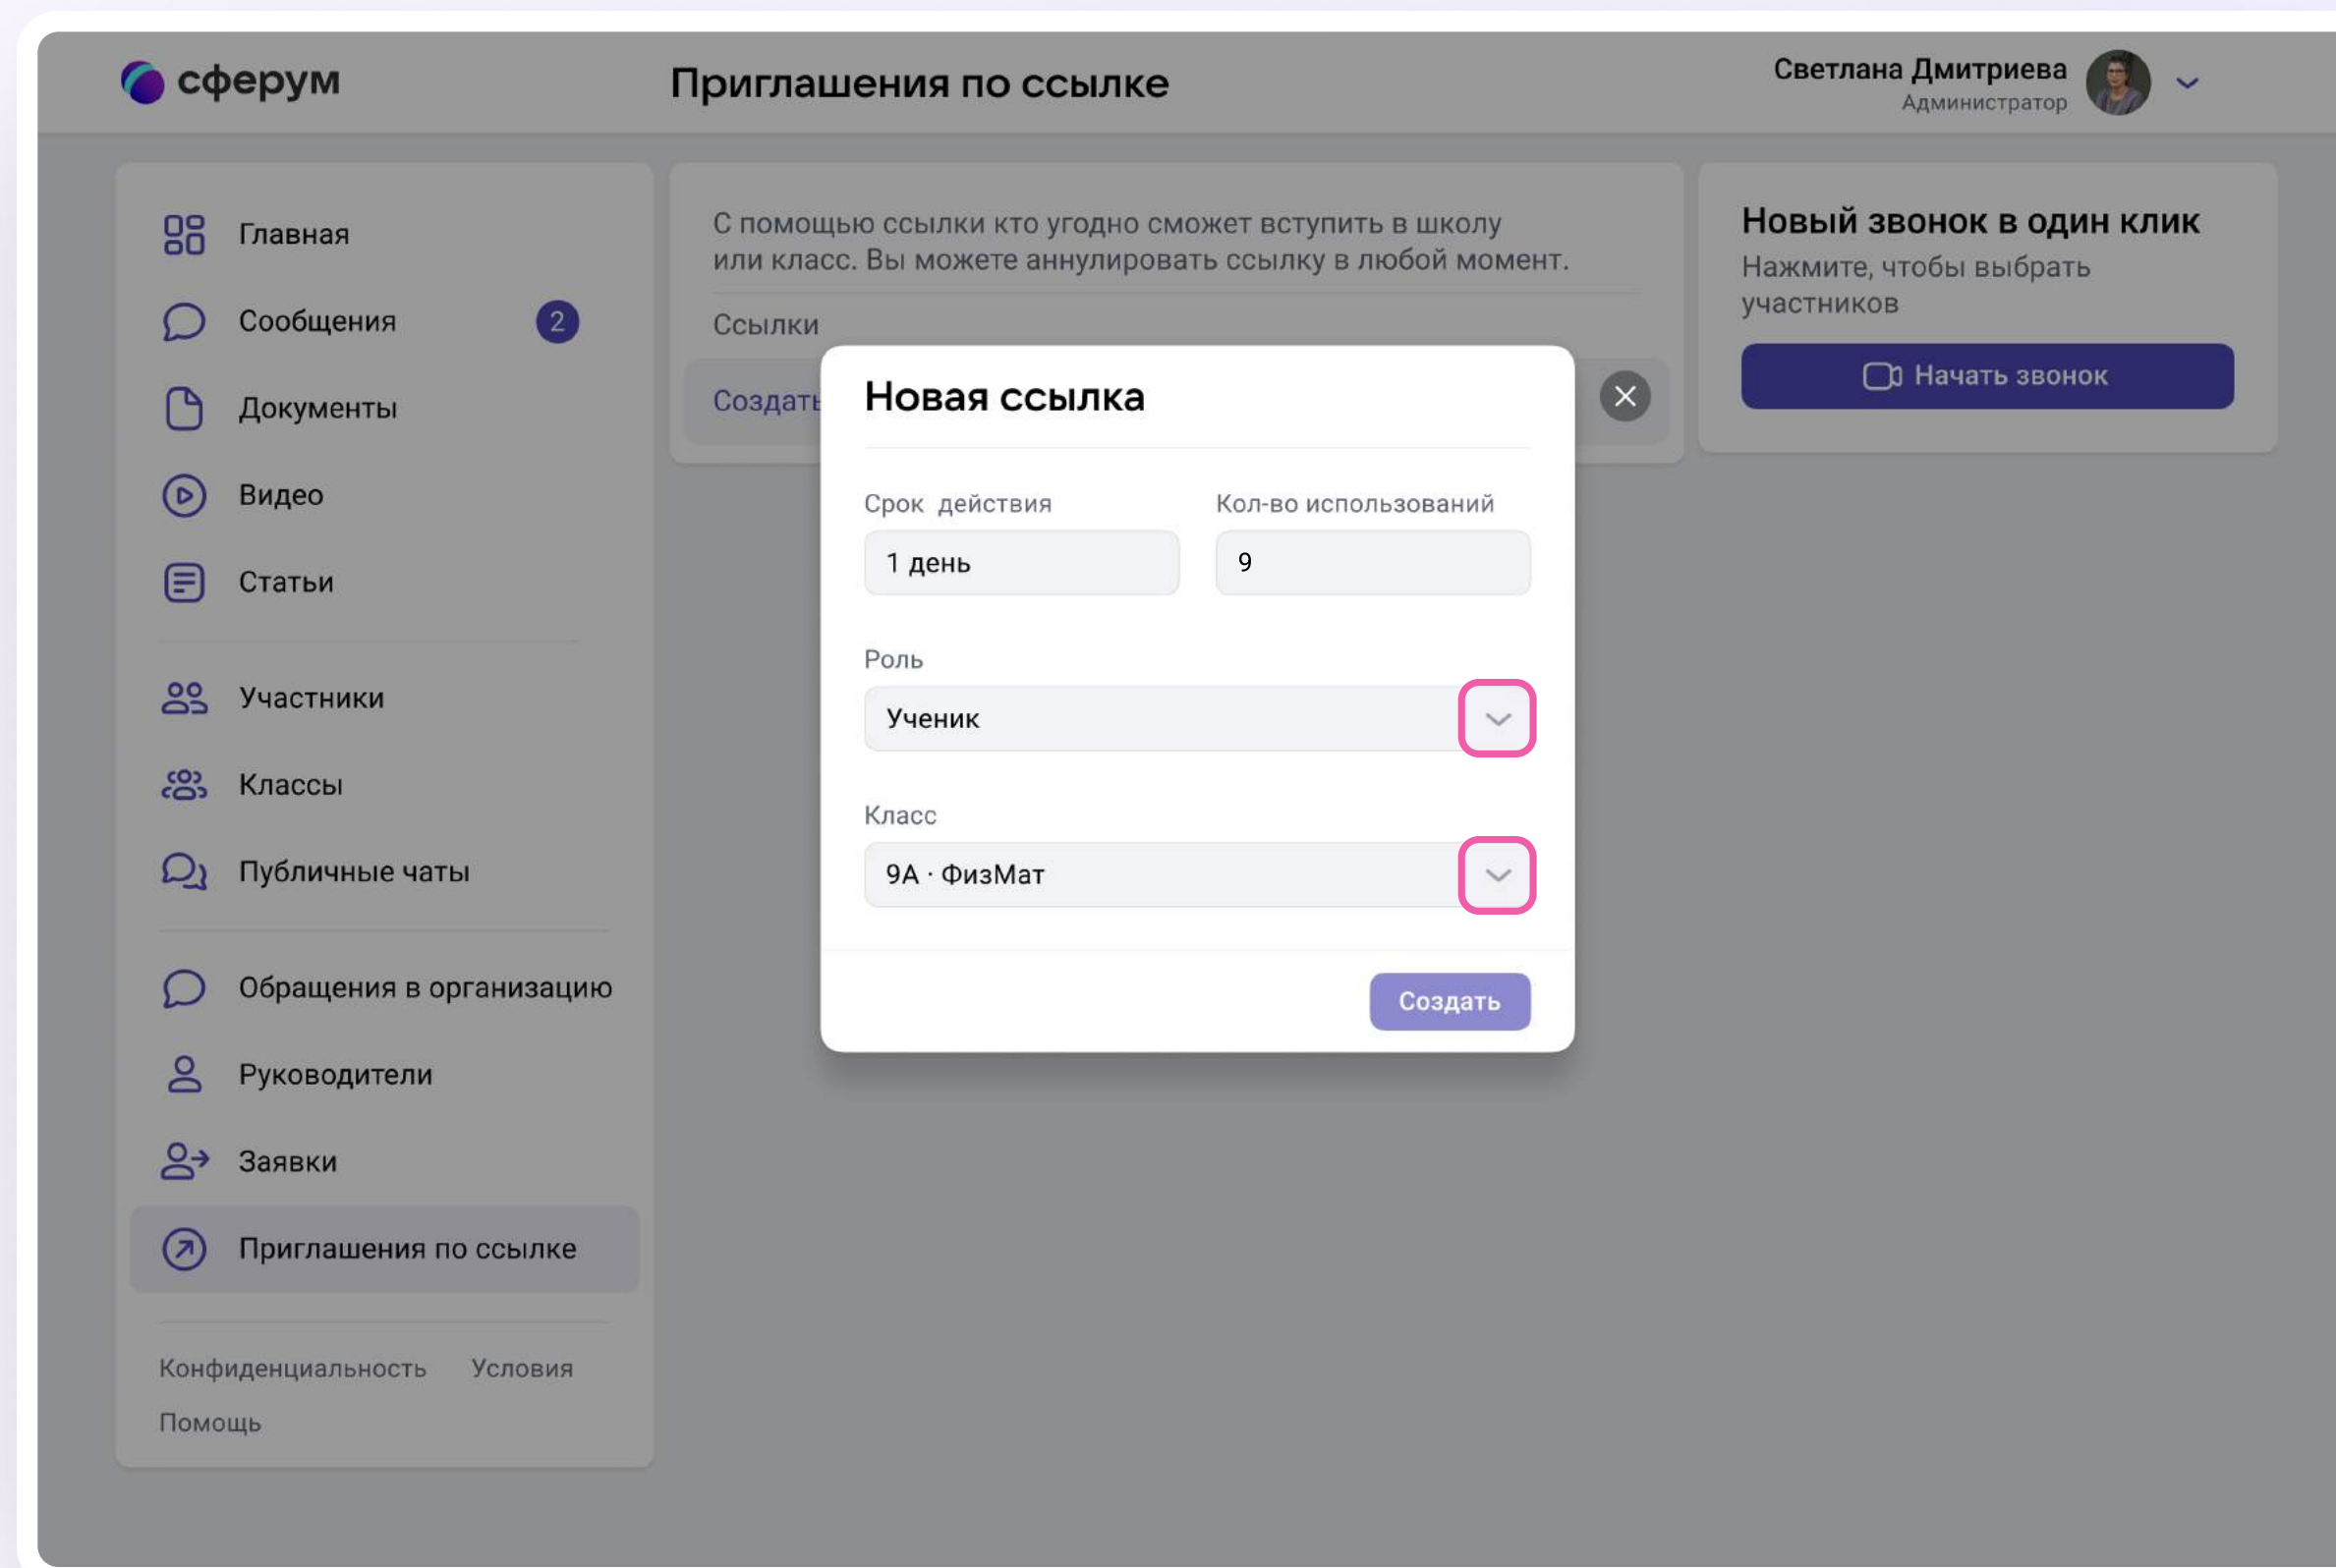 сферум
Приглашения по ссылке
Светлана Дмитриева
Администратор
Главная
Сообщения
2
Документы
Видео
Статьи
Участники
Классы
Публичные чаты
Обращения в организацию
Руководители
Заявки
Приглашения по ссылке
Конфиденциальность Условия
Помощь
С помощью ссылки кто угодно сможет вступить в школу
или класс. Вы можете аннулировать ссылку в любой момент.
Ссылки
Создать
Новая ссылка
Срок действия Кол-во использований
1 день 9
Роль
Ученик
Класс
9А · ФизМат
Создать
Новый звонок в один клик
Нажмите, чтобы выбрать
участников
Начать звонок